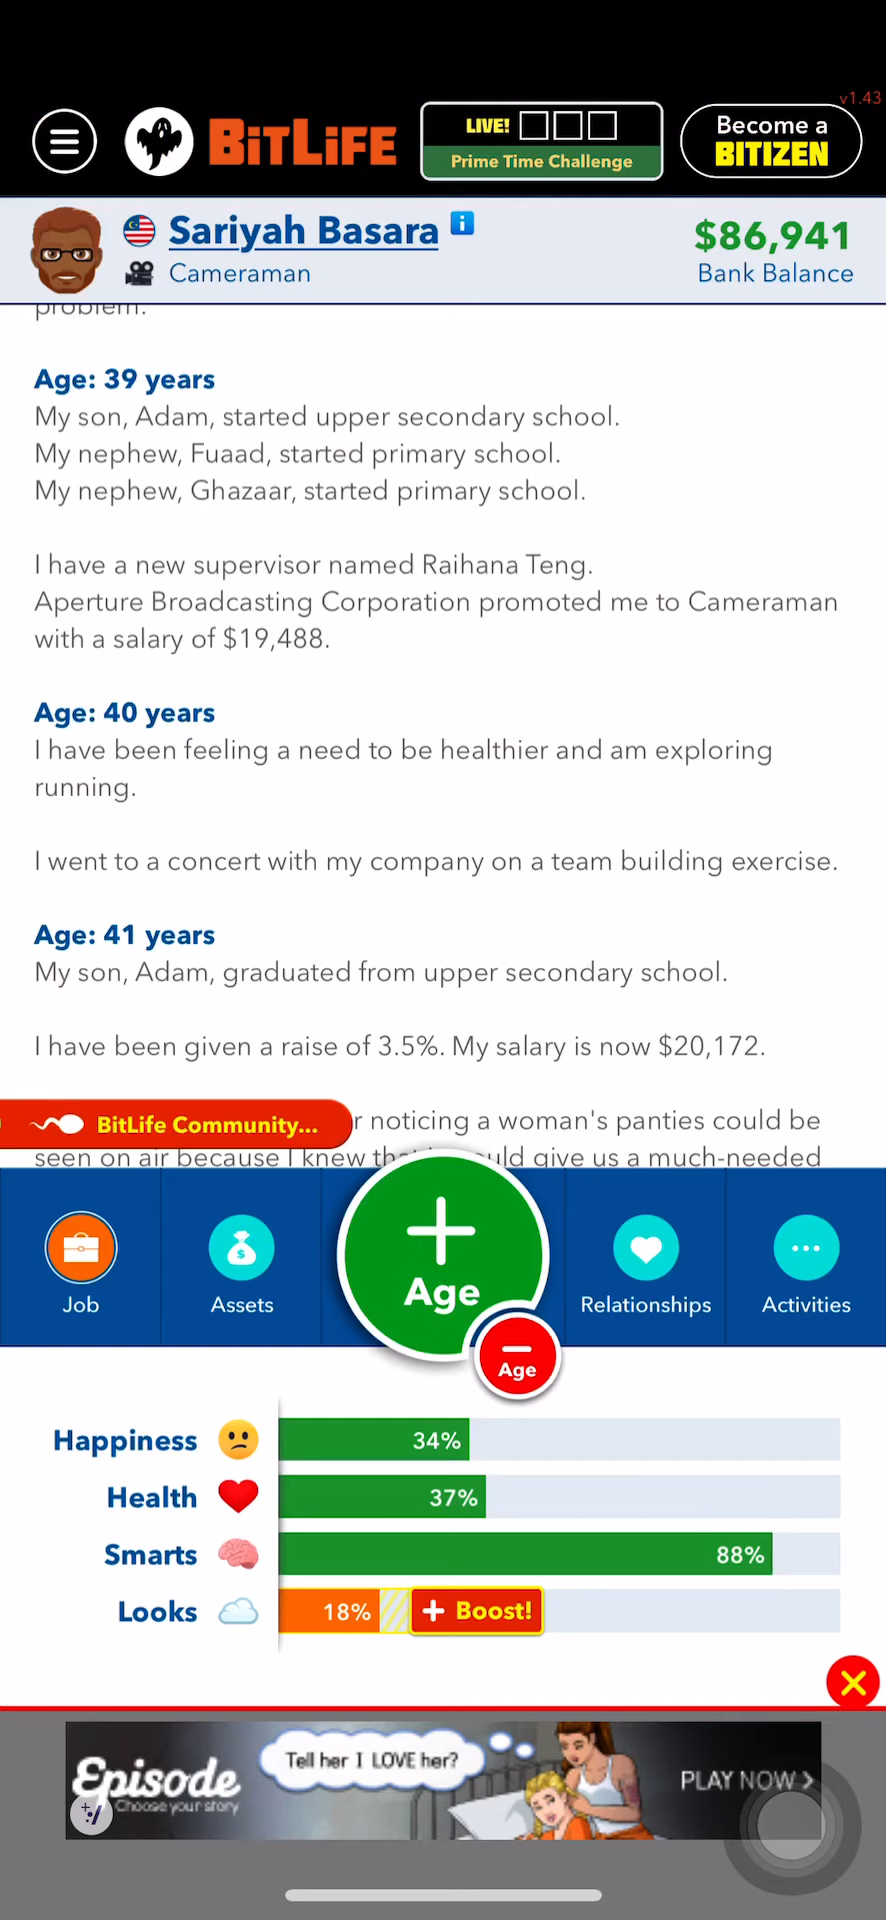 v1.43
BITLIFE
LIVE!
Prime Time Challenge
Become a
BITIZEN
Sariyah Basara
$86,941
Cameraman
Bank Balance
problem.
Age: 39 years
My son, Adam, started upper secondary school.
My nephew, Fuaad, started primary school.
My nephew, Ghazaar, started primary school.
I have a new supervisor named Raihana Teng.
Aperture Broadcasting Corporation promoted me to Cameraman
with a salary of $19,488.
Age: 40 years
I have been feeling a need to be healthier and am exploring
running.
I went to a concert with my company on a team building exercise.
Age: 41 years
My son, Adam, graduated from upper secondary school.
I have been given a raise of 3.5%. My salary is now $20,172.
BitLife Community...
r noticing a woman's panties could be
seen on air because I knew give us a much-needed
Job
Assets
Age
Relationships
Activities
Age
Happiness 34%
Health 37%
Smarts 88%
Looks 18% + Boost!
Episode
Choose your story
Tell her I LOVE her?
PLAY NOW >